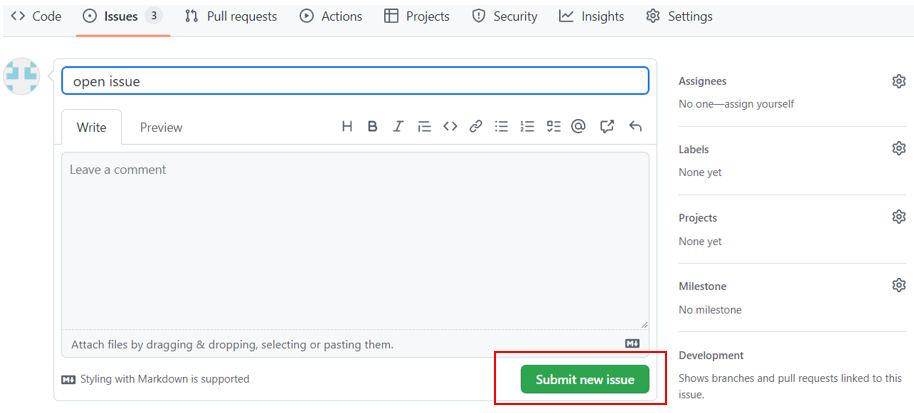 Code Issues 3 Pull requests Actions Projects Security Insights Settings
open issue
Write Preview
Leave a comment
Attach files by dragging & dropping, selecting or pasting them.
Styling with Markdown is supported
Submit new issue
Assignees
No one—assign yourself
Labels
None yet
Projects
None yet
Milestone
No milestone
Development
Shows branches and pull requests linked to this
issue.